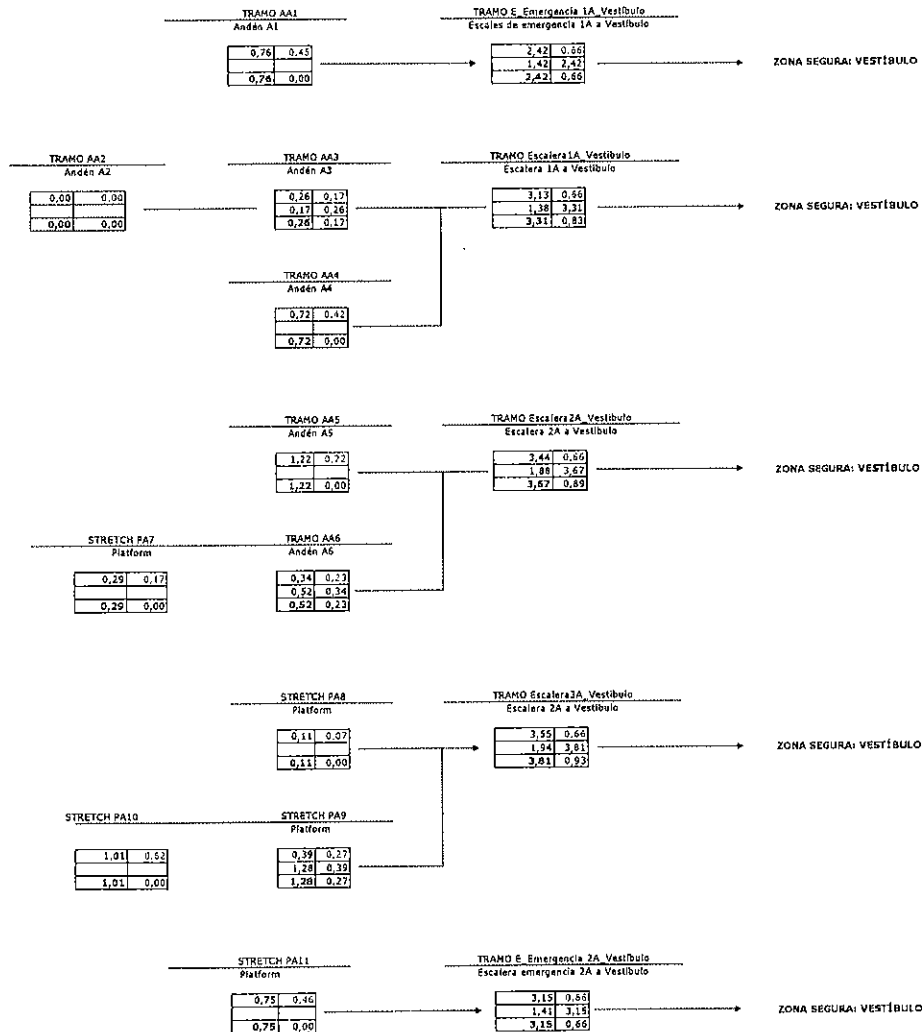 TRAMO AA1
Andén A1
0,76 0,45
0,76 0,00
TRAMO E_Emergencia 1A_Vestíbulo
Escales de emergencia 1A a Vestíbulo
2,42 0,66
1,42 2,42
2,42 0,66
ZONA SEGURA: VESTÍBULO
TRAMO AA2
Andén A2
0,00 0,00
0,00 0,00
TRAMO AA3
Andén A3
0,26 0,17
0,17 0,26
0,26 0,17
TRAMO Escalera1A_Vestibulo
Escalera 1A a Vestíbulo
3,13 0,66
1,38 3,31
3,31 0,83
ZONA SEGURA: VESTÍBULO
TRAMO AA4
Andén A4
0,72 0,42
0,72 0,00
TRAMO AA5
Andén A5
1,22 0,72
1,22 0,00
TRAMO Escalera2A_Vestibulo
Escalera 2A a Vestíbulo
3,44 0,66
1,88 3,67
3,67 0,89
ZONA SEGURA: VESTÍBULO
STRETCH PA7
Platform
0,29 0,17
0,29 0,00
TRAMO AA6
Andén A6
0,34 0,23
0,52 0,34
0,52 0,23
STRETCH PA8
Platform
0,11 0,07
0,11 0,00
TRAMO Escalera3A_Vestibulo
Escalera 2A a Vestíbulo
3,55 0,66
1,94 3,81
3,81 0,93
ZONA SEGURA: VESTÍBULO
STRETCH PA10
1,01 0,62
1,01 0,00
STRETCH PA9
Platform
0,39 0,27
1,28 0,39
1,28 0,27
STRETCH PA11
Platform
0,75 0,46
0,75 0,00
TRAMO E_Emergencia 2A_Vestíbulo
Escalera emergencia 2A a Vestíbulo
3,15 0,66
1,41 3,15
3,15 0,66
ZONA SEGURA: VESTÍBULO